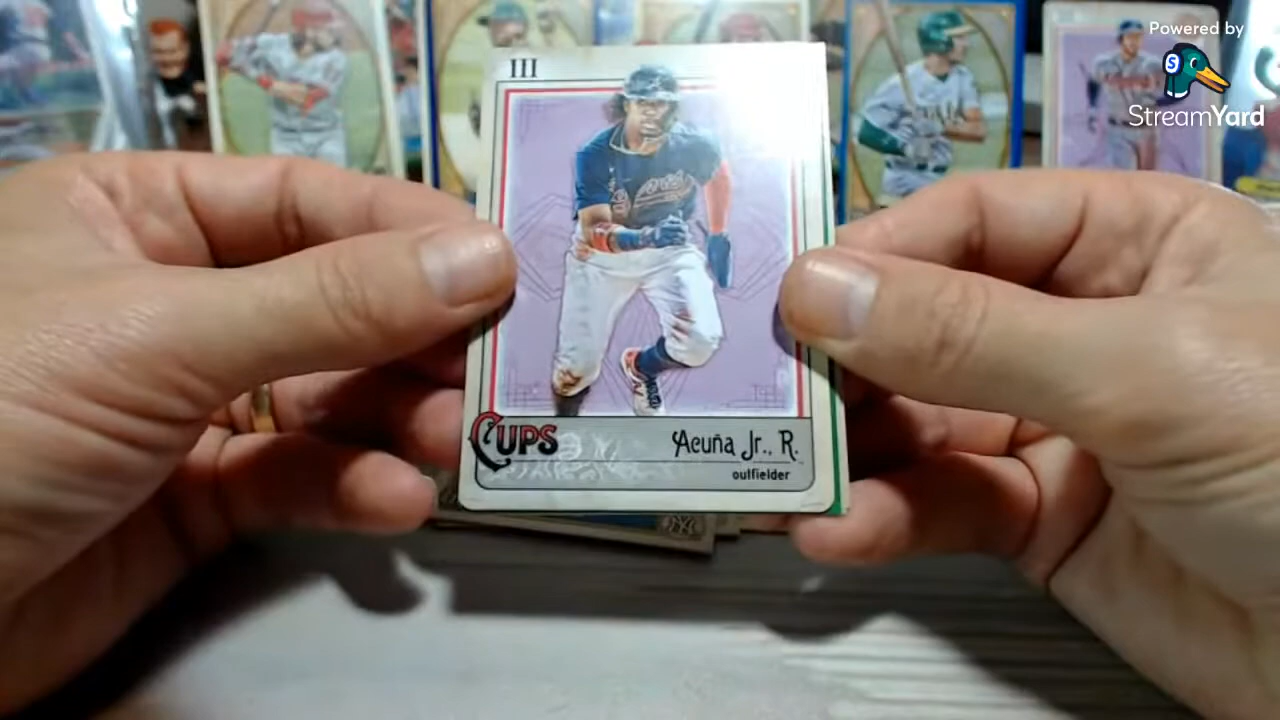 Powered by
StreamYard
III
Cups
Acuña Jr., R.
outfielder